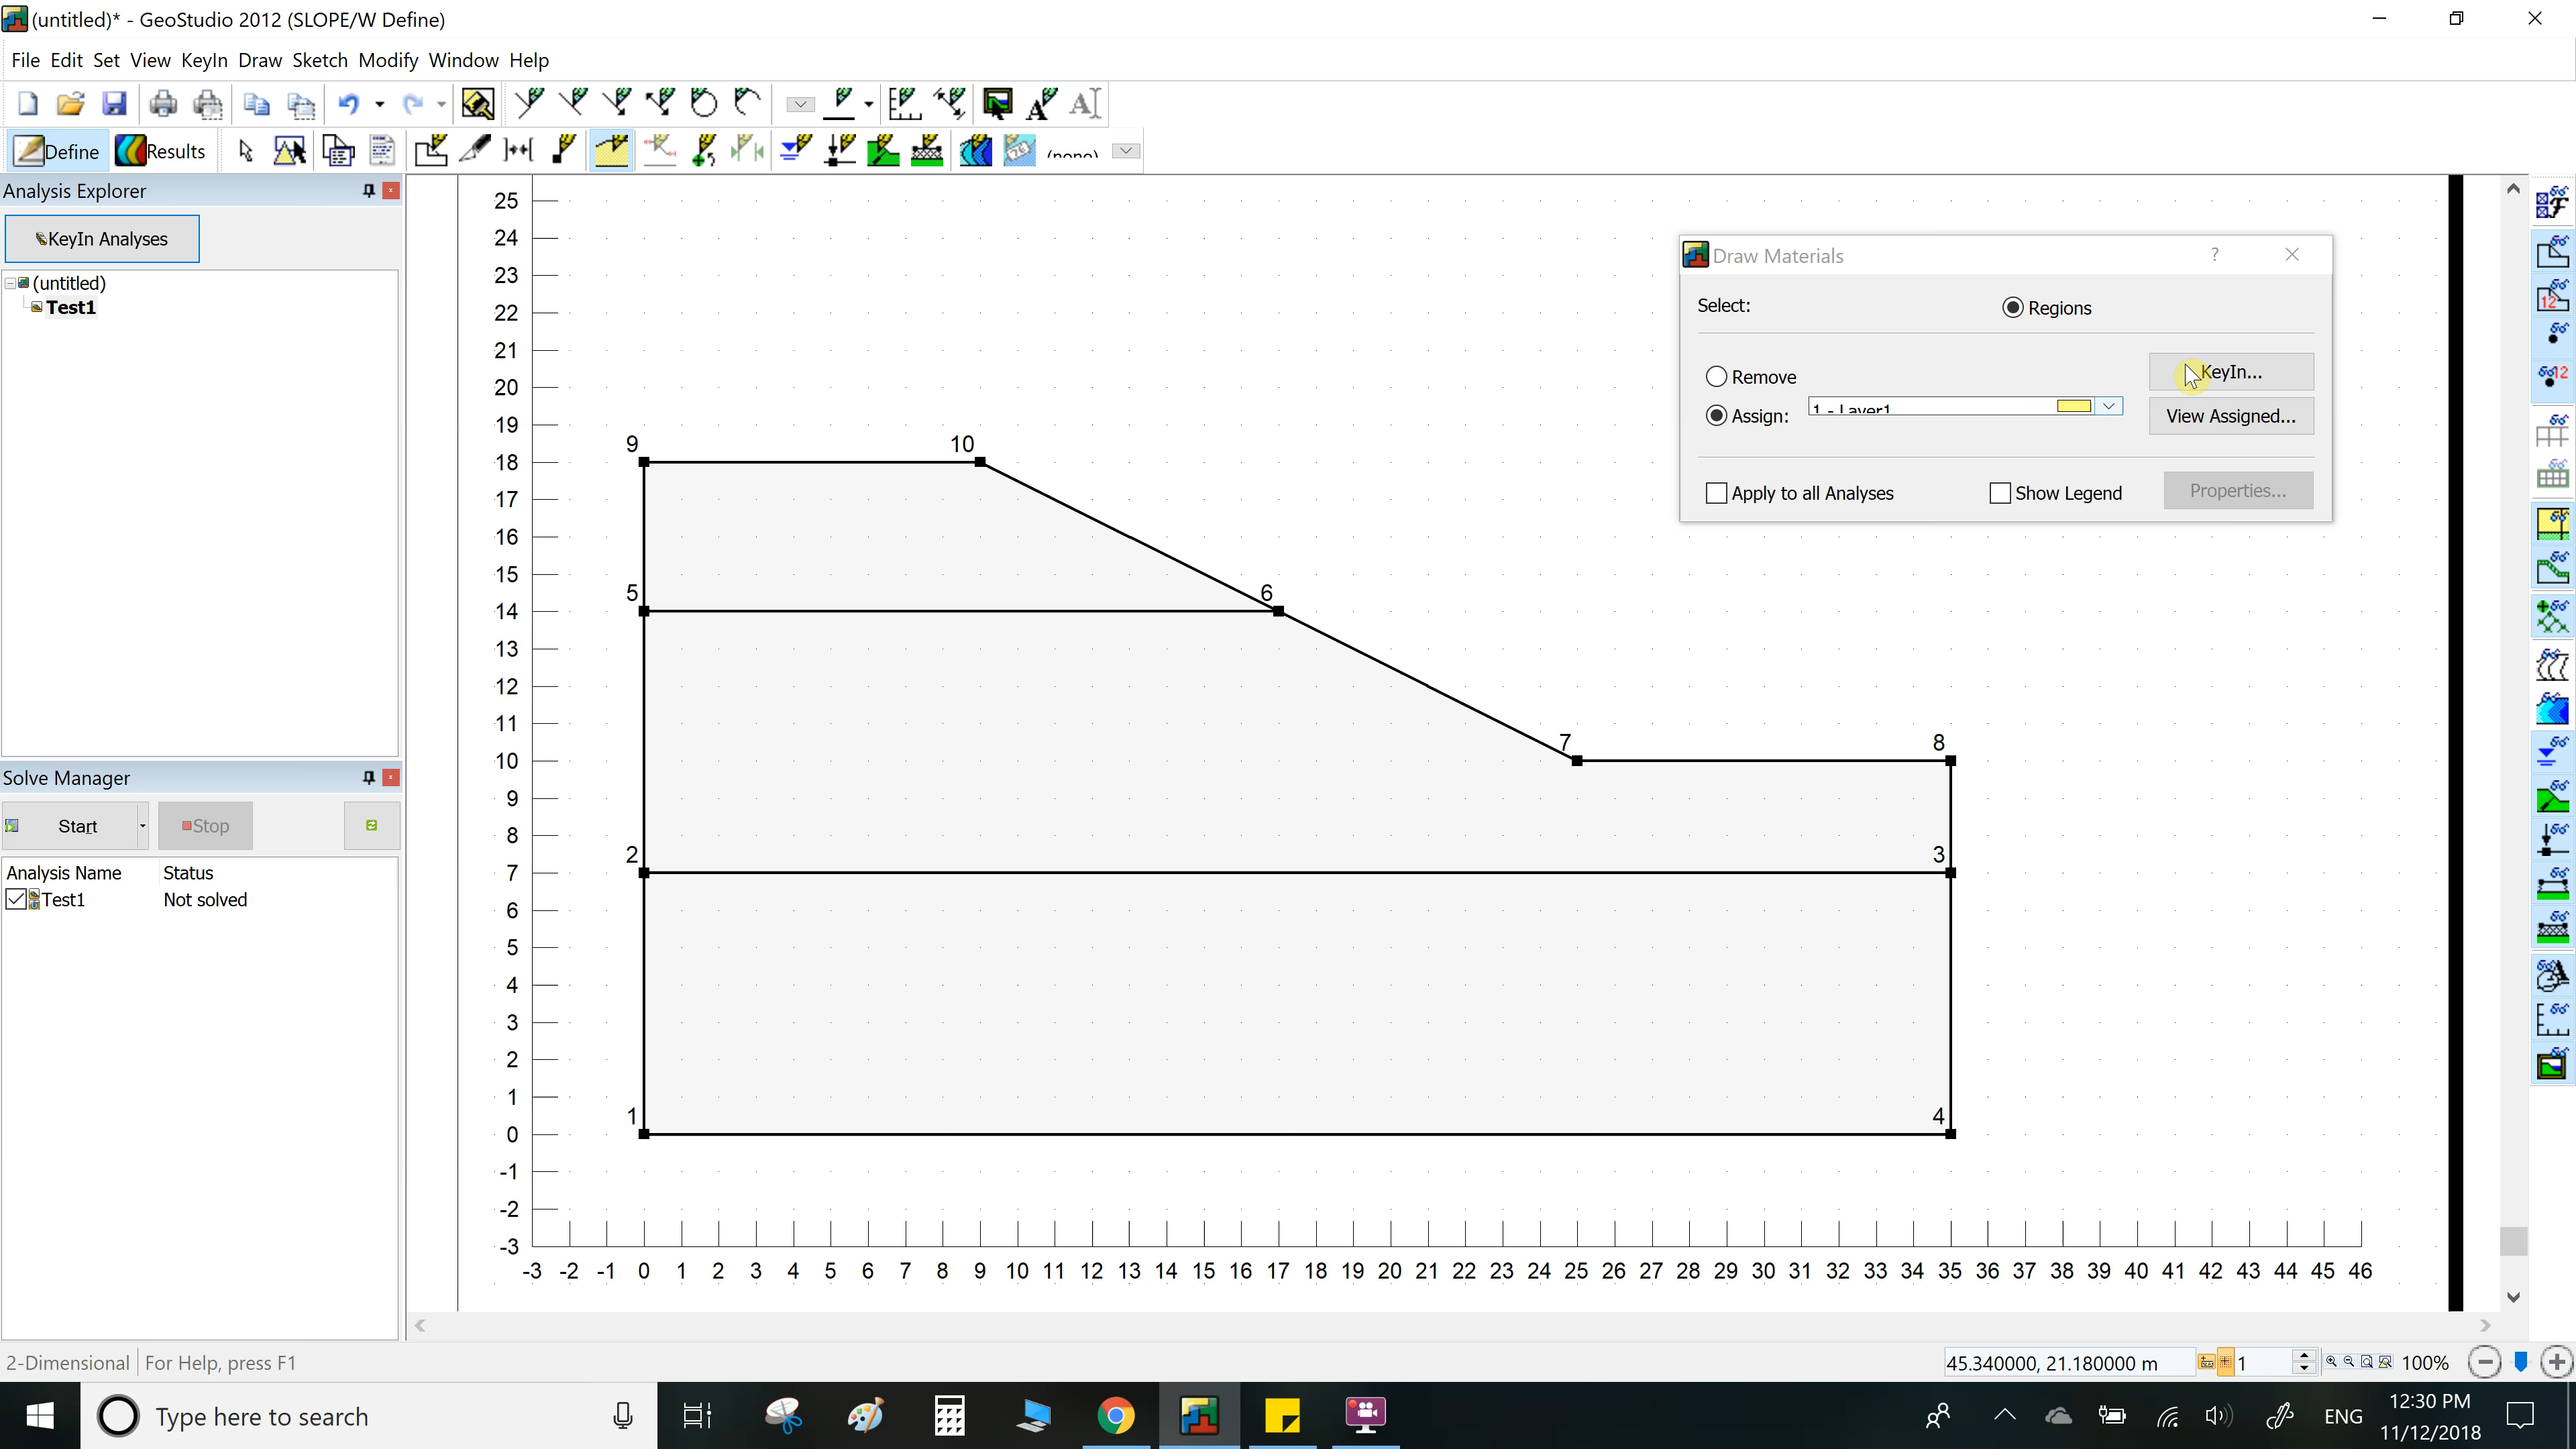 (untitled)* - GeoStudio 2012 (SLOPE/W Define)
File Edit Set View KeyIn Draw Sketch Modify Window Help
Define Results (none)
Analysis Explorer
KeyIn Analyses
(untitled)
Test1
Solve Manager
Start Stop
Analysis Name Status
Test1 Not solved
25
24
23
22
21
20
19
18
17
16
15
14
13
12
11
10
9
8
7
6
5
4
3
2
1
0
-1
-2
-3
-3 -2 -1 0 1 2 3 4 5 6 7 8 9 10 11 12 13 14 15 16 17 18 19 20 21 22 23 24 25 26 27 28 29 30 31 32 33 34 35 36 37 38 39 40 41 42 43 44 45 46
9 10
5 6
7 8
2 3
1 4
Draw Materials ?
Select: Regions
Remove KeyIn...
Assign: 1 - Layer1 View Assigned...
Apply to all Analyses Show Legend Properties...
12
12
2-Dimensional For Help, press F1 45.340000, 21.180000 m 1 100%
Type here to search
ENG 12:30 PM
11/12/2018